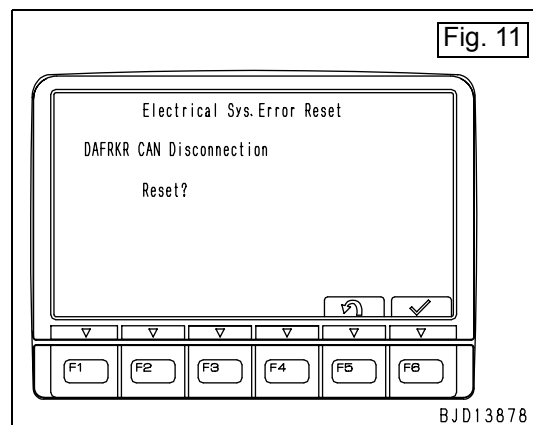 Fig. 11
Electrical Sys.Error Reset
DAFRKR CAN Disconnection
Reset?
F1 F2 F3 F4 F5 F6
BJD13878